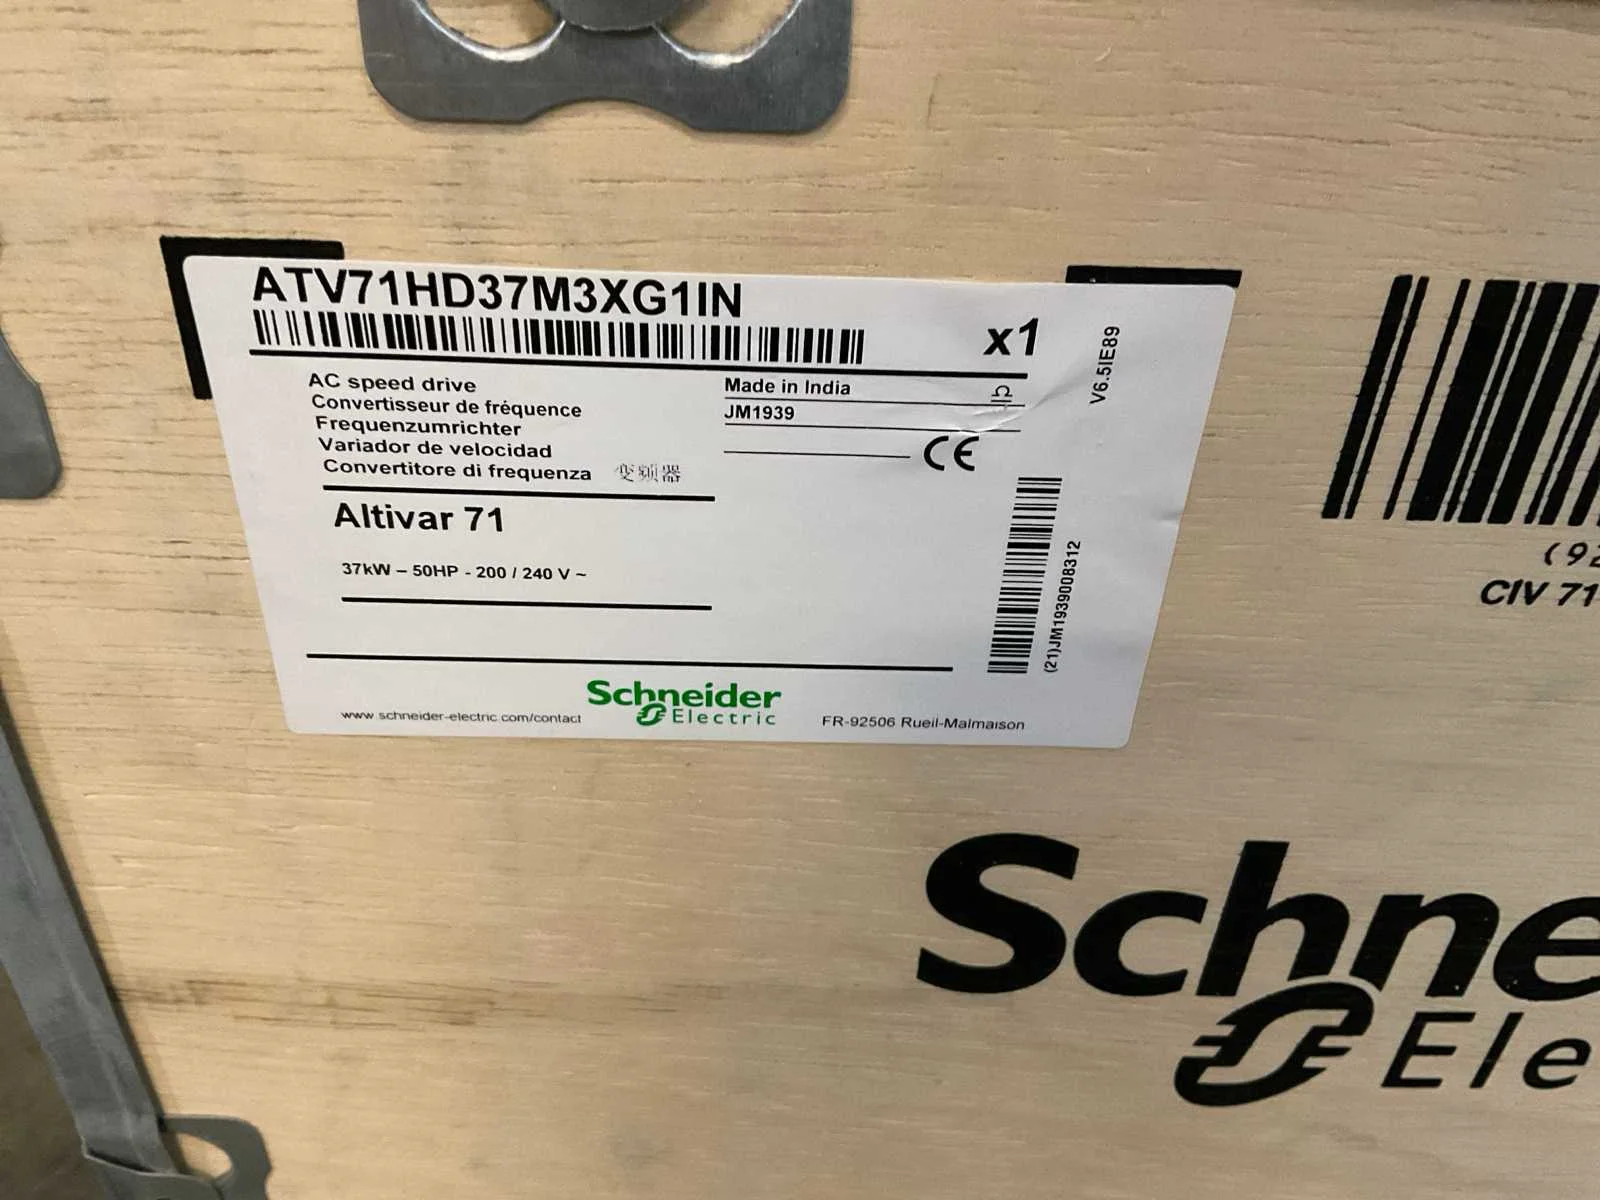 ATV71HD37M3XG1IN
x1
V6.5IE89
AC speed drive
Convertisseur de fréquence
Frequenzumrichter
Variador de velocidad
Convertitore di frequenza 变频器
Made in India
JM1939
CE
Altivar 71
37kW – 50HP - 200 / 240 V ~
(21)JM1939008312
Schneider
Electric
www.schneider-electric.com/contact
FR-92506 Rueil-Malmaison
(92
CIV 71
Schne
Ele